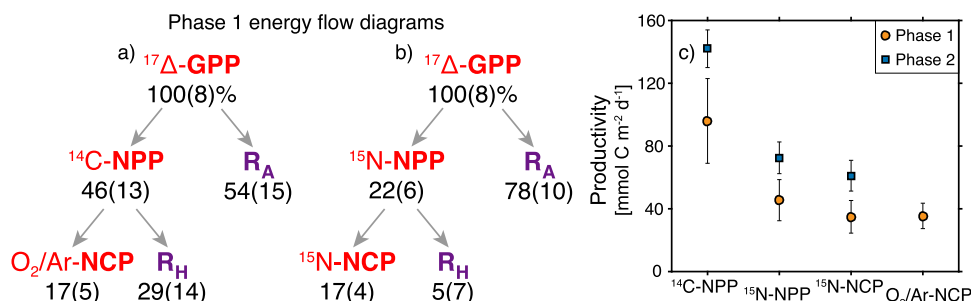 Phase 1 energy flow diagrams
a)
¹⁷Δ-GPP
100(8)%
¹⁴C-NPP
46(13)
R_A
54(15)
O₂/Ar-NCP
17(5)
R_H
29(14)
b)
¹⁷Δ-GPP
100(8)%
¹⁵N-NPP
22(6)
R_A
78(10)
¹⁵N-NCP
17(4)
R_H
5(7)
c)
Productivity
[mmol C m⁻² d⁻¹]
160
120
80
40
0
Phase 1
Phase 2
¹⁴C-NPP
¹⁵N-NPP
¹⁵N-NCP
O₂/Ar-NCP